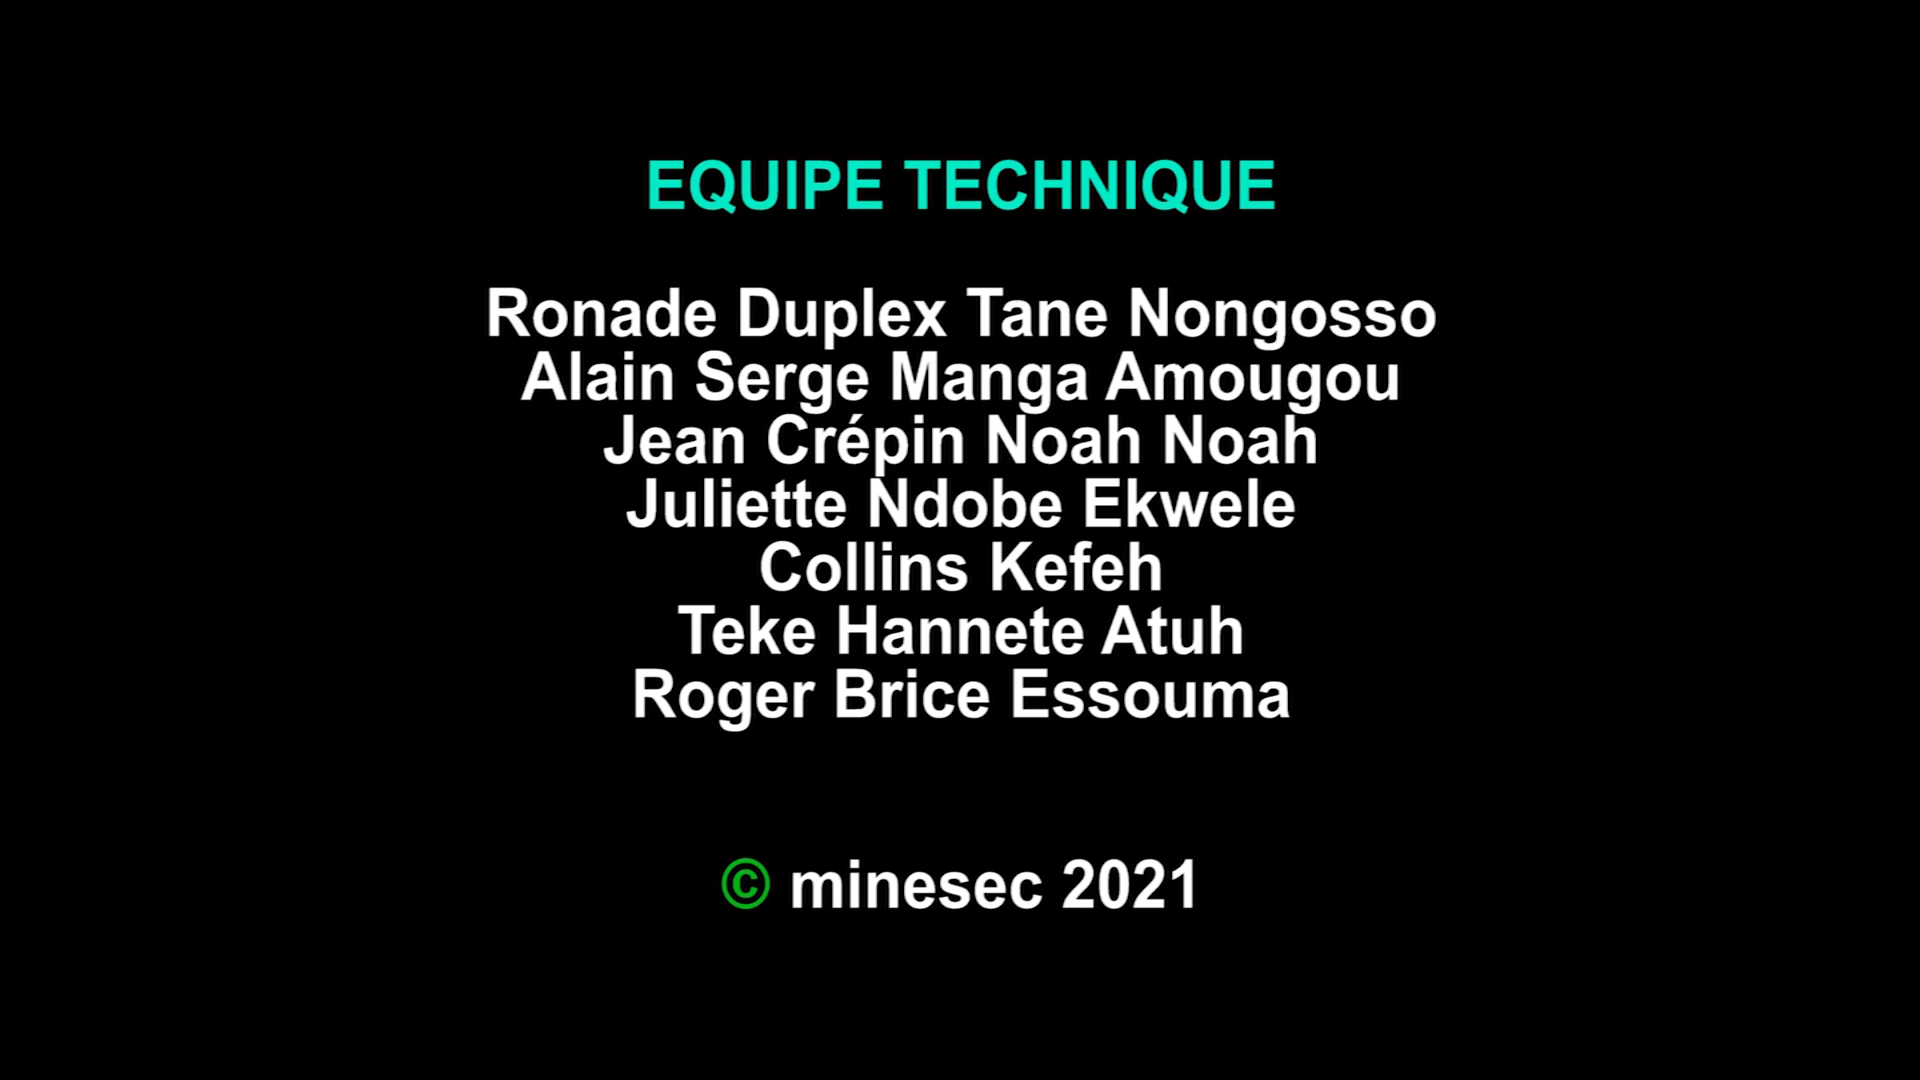 EQUIPE TECHNIQUE
Ronade Duplex Tane Nongosso
Alain Serge Manga Amougou
Jean Crépin Noah Noah
Juliette Ndobe Ekwele
Collins Kefeh
Teke Hannete Atuh
Roger Brice Essouma
© minesec 2021